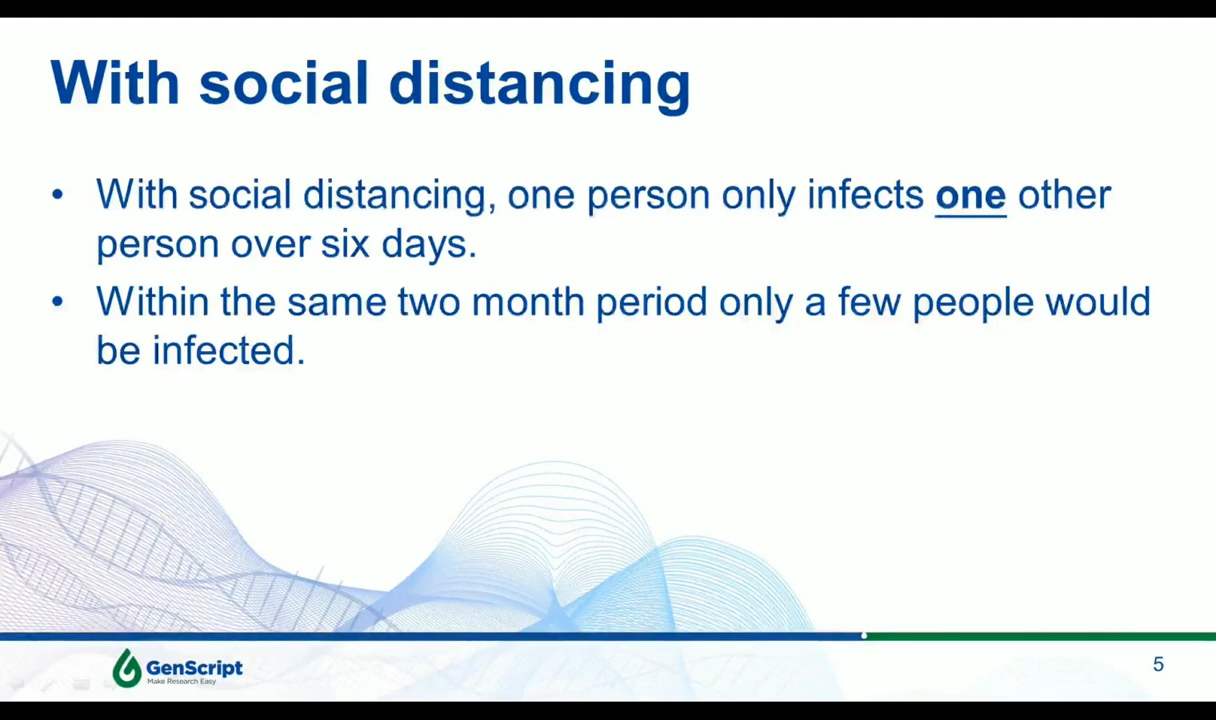 With social distancing
• With social distancing, one person only infects one other
person over six days.
• Within the same two month period only a few people would
be infected.
GenScript
Make Research Easy
5